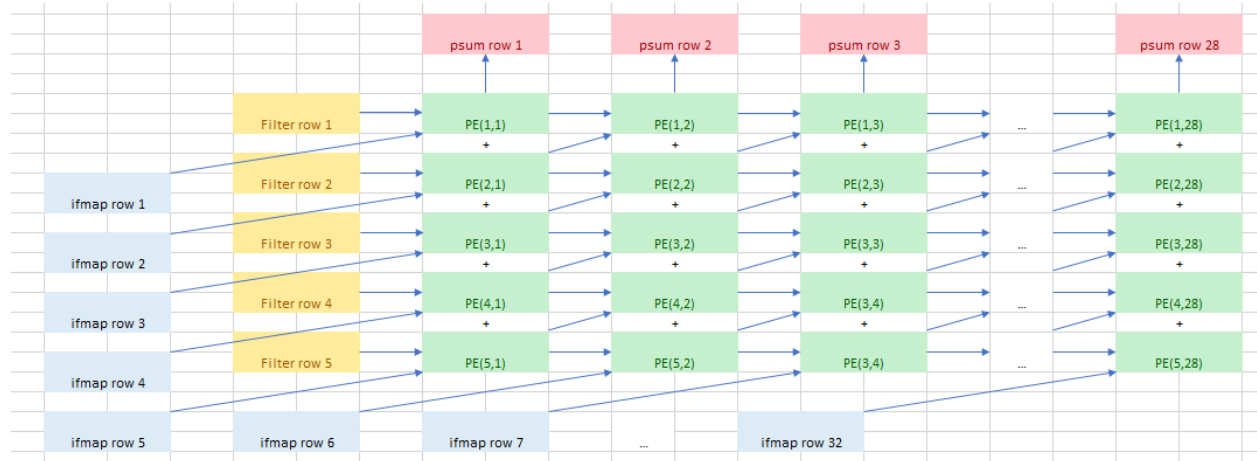 psum row 1 psum row 2 psum row 3 psum row 28
Filter row 1 PE(1,1) PE(1,2) PE(1,3) ... PE(1,28)
+ + + +
Filter row 2 PE(2,1) PE(2,2) PE(2,3) ... PE(2,28)
ifmap row 1 + + + +
Filter row 3 PE(3,1) PE(3,2) PE(3,3) ... PE(3,28)
ifmap row 2 + + + +
Filter row 4 PE(4,1) PE(4,2) PE(3,4) ... PE(4,28)
ifmap row 3 + + + +
Filter row 5 PE(5,1) PE(5,2) PE(3,4) ... PE(5,28)
ifmap row 4
ifmap row 5 ifmap row 6 ifmap row 7 ... ifmap row 32